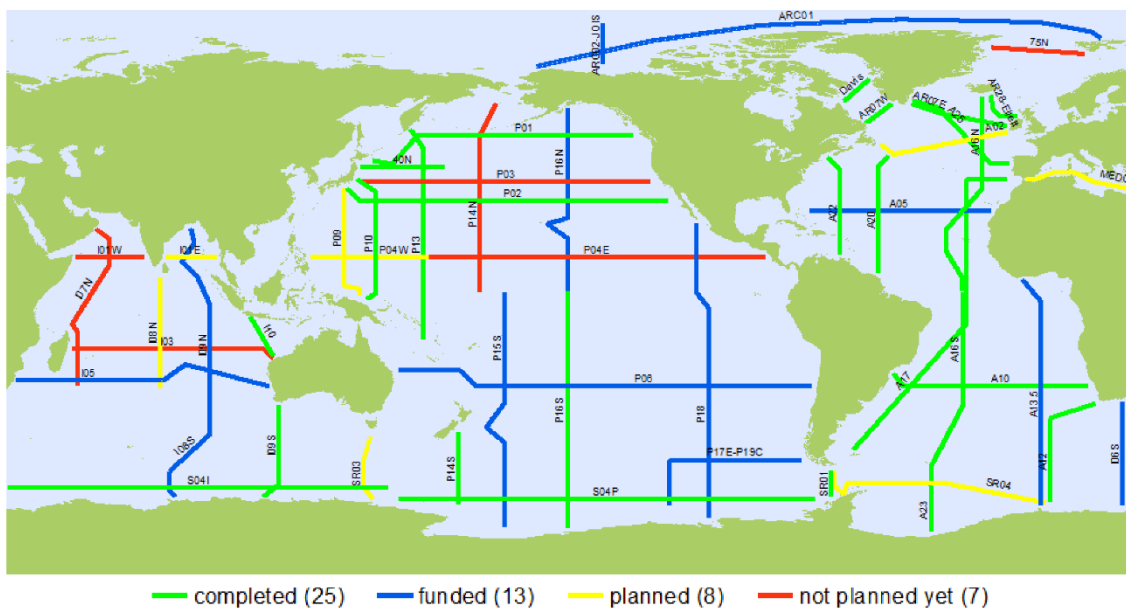 ARC01
ARC02-JOIS
75N
Davis
AR07W
AR07E
A25
AR28-Ellett
A02
A16N
P01
40N
P16N
P03
P02
P14N
MEDO
A22
A20
A05
I01W
I01E
P09
P10
P04W
P13
P04E
I07N
I08N
I03
I09N
I10
I05
P15S
P06
P16S
P18
A17
A16S
A10
A13.5
I08S
I09S
SR03
P14S
P17E-P19C
A12
I06S
S04I
S04P
SR01
SR04
A23
completed (25)
funded (13)
planned (8)
not planned yet (7)